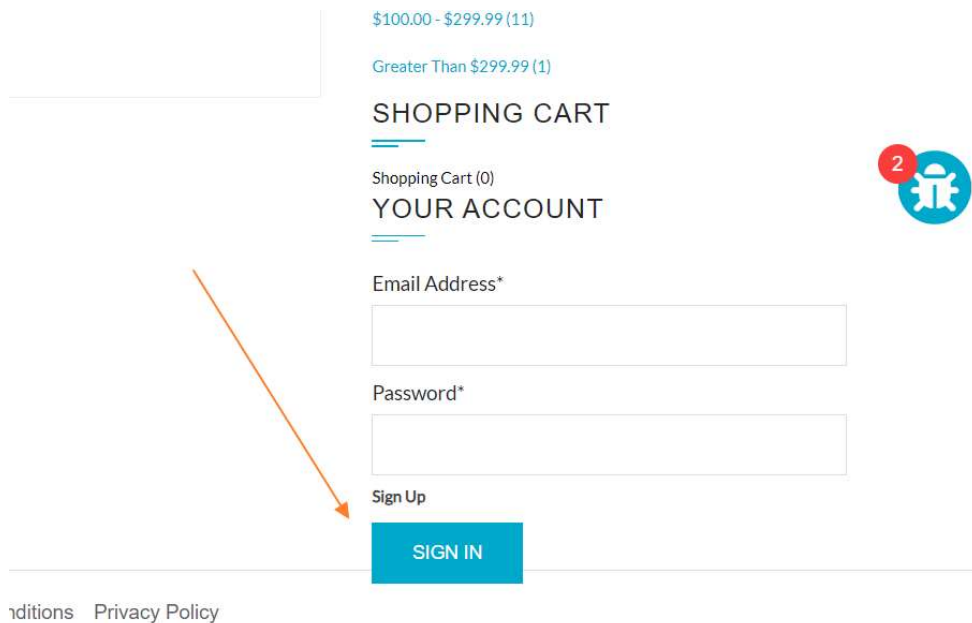 $100.00 - $299.99 (11)
Greater Than $299.99 (1)
SHOPPING CART
Shopping Cart (0)
2
YOUR ACCOUNT
Email Address*
Password*
Sign Up
SIGN IN
Privacy Policy